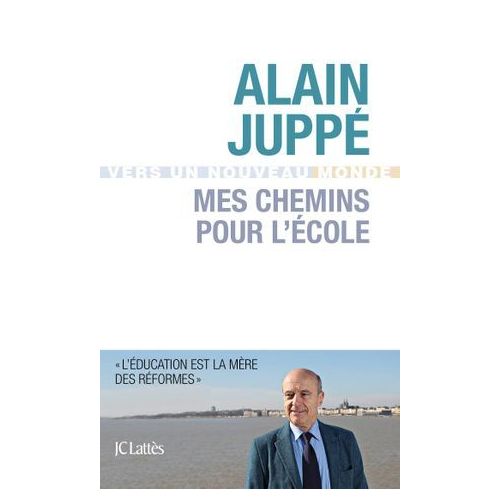 ALAIN
JUPPÉ
VERS UN NOUVEAU MONDE
MES CHEMINS
POUR L'ÉCOLE
« L'ÉDUCATION EST LA MÈRE
DES RÉFORMES »
JC Lattès